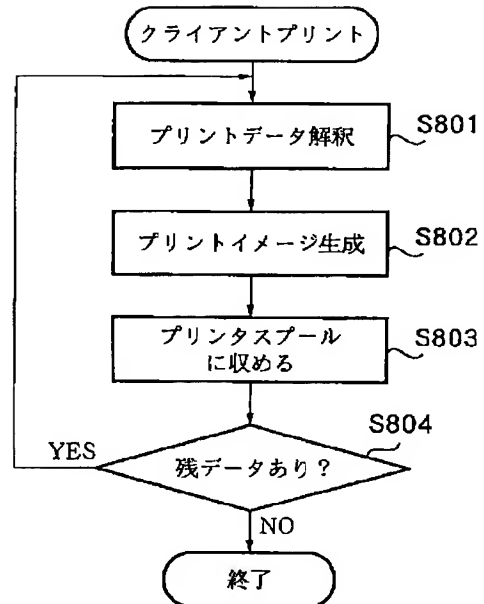 クライアントプリント
プリントデータ解釈
S801
プリントイメージ生成
S802
プリンタスプール
に収める
S803
S804
YES
残データあり？
NO
終了